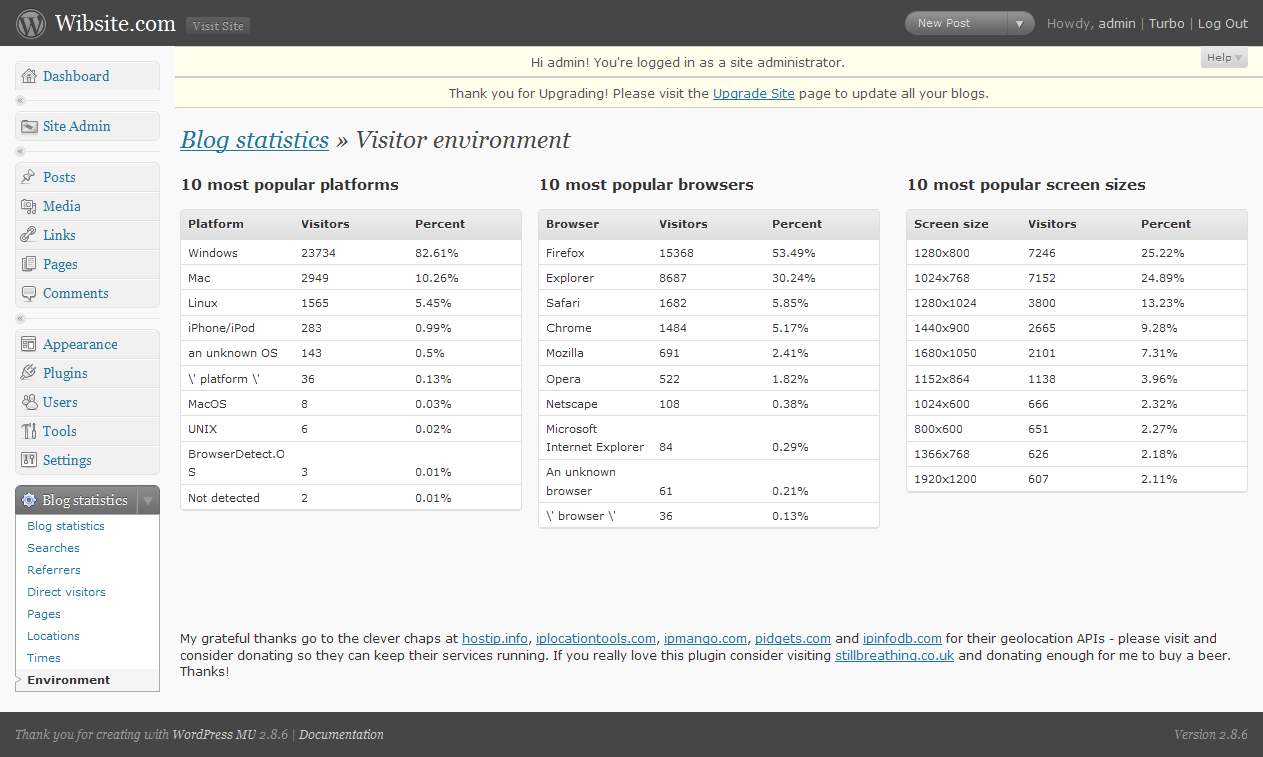 Wibsite.com Visit Site New Post Howdy, admin | Turbo | Log Out
Hi admin! You're logged in as a site administrator. Help
Thank you for Upgrading! Please visit the Upgrade Site page to update all your blogs.
Dashboard
Site Admin
Posts
Media
Links
Pages
Comments
Appearance
Plugins
Users
Tools
Settings
Blog statistics
Blog statistics
Searches
Referrers
Direct visitors
Pages
Locations
Times
Environment
Blog statistics » Visitor environment
10 most popular platforms
Platform Visitors Percent
Windows 23734 82.61%
Mac 2949 10.26%
Linux 1565 5.45%
iPhone/iPod 283 0.99%
an unknown OS 143 0.5%
\' platform \' 36 0.13%
MacOS 8 0.03%
UNIX 6 0.02%
BrowserDetect.O
S 3 0.01%
Not detected 2 0.01%
10 most popular browsers
Browser Visitors Percent
Firefox 15368 53.49%
Explorer 8687 30.24%
Safari 1682 5.85%
Chrome 1484 5.17%
Mozilla 691 2.41%
Opera 522 1.82%
Netscape 108 0.38%
Microsoft
Internet Explorer 84 0.29%
An unknown
browser 61 0.21%
\' browser \' 36 0.13%
10 most popular screen sizes
Screen size Visitors Percent
1280x800 7246 25.22%
1024x768 7152 24.89%
1280x1024 3800 13.23%
1440x900 2665 9.28%
1680x1050 2101 7.31%
1152x864 1138 3.96%
1024x600 666 2.32%
800x600 651 2.27%
1366x768 626 2.18%
1920x1200 607 2.11%
My grateful thanks go to the clever chaps at hostip.info, iplocationtools.com, ipmango.com, pidgets.com and ipinfodb.com for their geolocation APIs - please visit and
consider donating so they can keep their services running. If you really love this plugin consider visiting stillbreathing.co.uk and donating enough for me to buy a beer.
Thanks!
Thank you for creating with WordPress MU 2.8.6 | Documentation Version 2.8.6